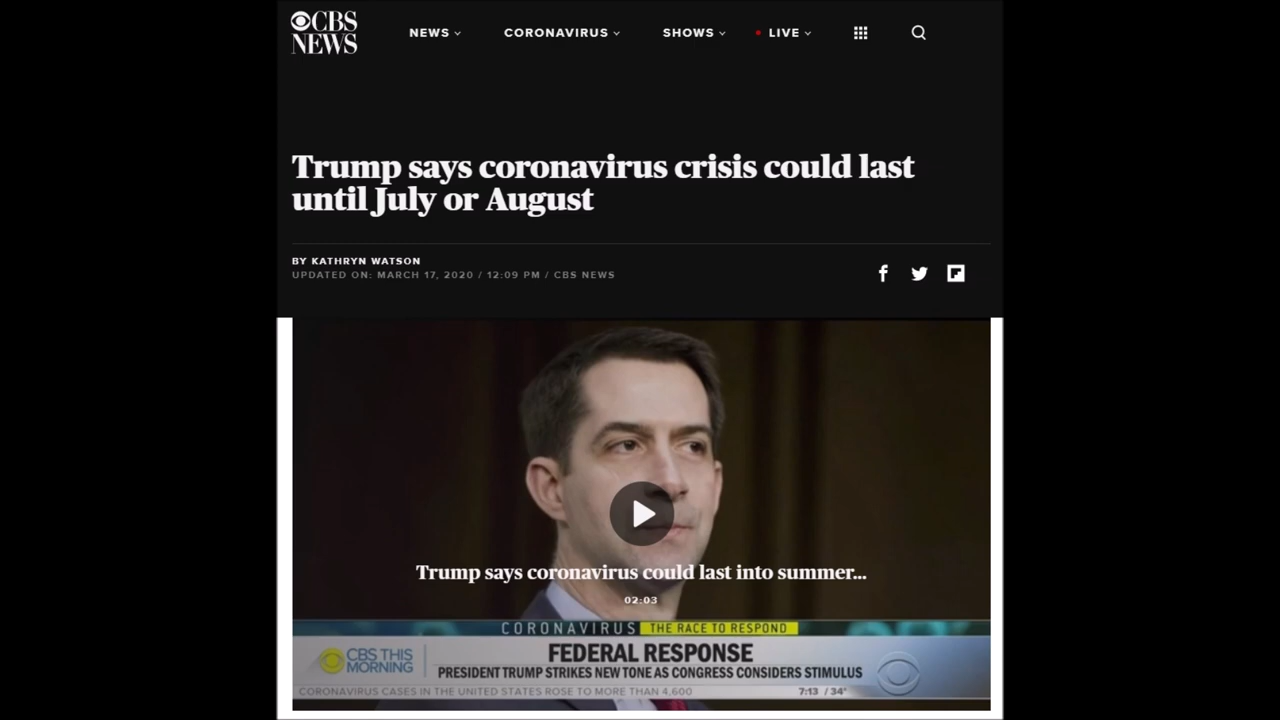 CBS NEWS
NEWS
CORONAVIRUS
SHOWS
LIVE
Trump says coronavirus crisis could last
until July or August
BY KATHRYN WATSON
UPDATED ON: MARCH 17, 2020 / 12:09 PM / CBS NEWS
Trump says coronavirus could last into summer...
02:03
CORONAVIRUS THE RACE TO RESPOND
CBS THIS
MORNING
FEDERAL RESPONSE
PRESIDENT TRUMP STRIKES NEW TONE AS CONGRESS CONSIDERS STIMULUS
CORONAVIRUS CASES IN THE UNITED STATES ROSE TO MORE THAN 4,600
7:13 / 34°